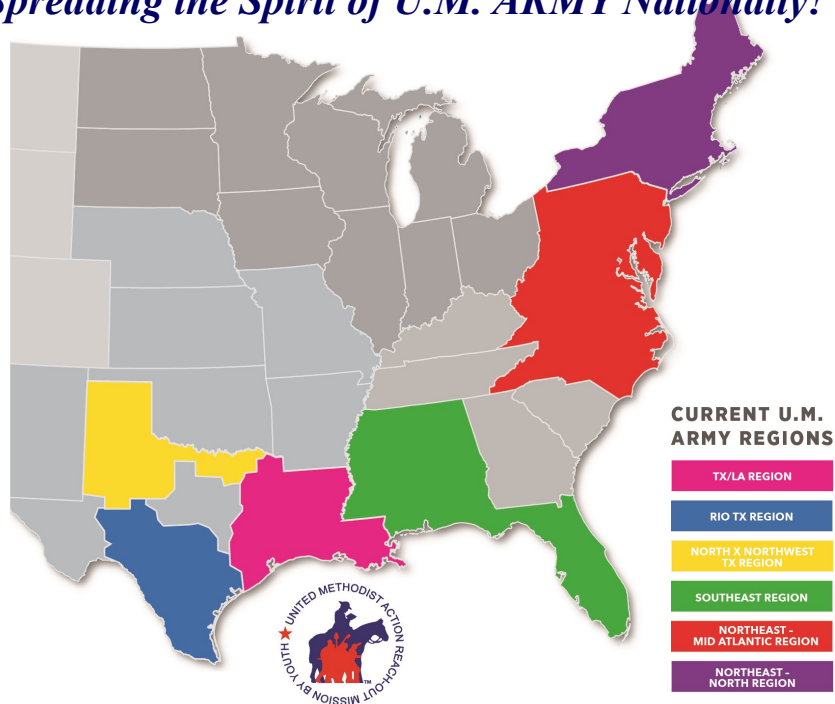 Spreading the Spirit of U.M. ARMY Nationally!
CURRENT U.M.
ARMY REGIONS
TX/LA REGION
RIO TX REGION
NORTH X NORTHWEST
TX REGION
SOUTHEAST REGION
NORTHEAST -
MID ATLANTIC REGION
NORTHEAST -
NORTH REGION
UNITED METHODIST ACTION REACH-OUT MISSION BY YOUTH
TM